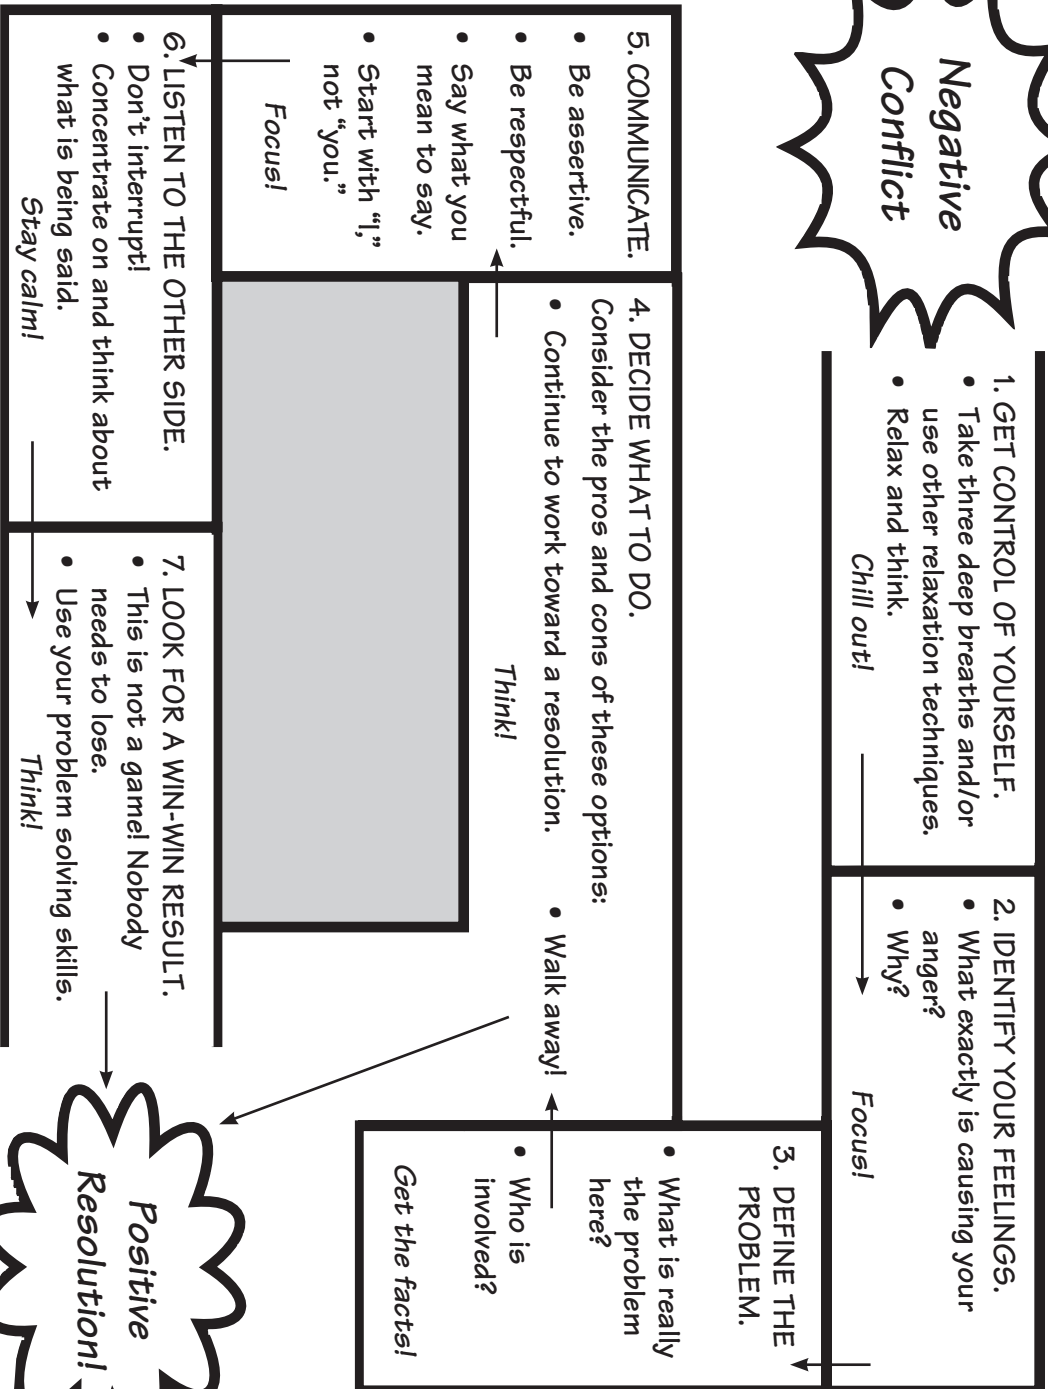 Negative
Conflict
1. GET CONTROL OF YOURSELF.
• Take three deep breaths and/or
use other relaxation techniques.
• Relax and think.
Chill out!
2. IDENTIFY YOUR FEELINGS.
• What exactly is causing your
anger?
• Why?
Focus!
3. DEFINE THE
PROBLEM.
• What is really
the problem
here?
• Who is
involved?
Get the facts!
4. DECIDE WHAT TO DO.
Consider the pros and cons of these options:
• Continue to work toward a resolution. • Walk away!
Think!
5. COMMUNICATE.
• Be assertive.
• Be respectful.
• Say what you
mean to say.
• Start with “I,”
not “you.”
Focus!
6. LISTEN TO THE OTHER SIDE.
• Don't interrupt!
• Concentrate on and think about
what is being said.
Stay calm!
7. LOOK FOR A WIN-WIN RESULT.
• This is not a game! Nobody
needs to lose.
• Use your problem solving skills.
Think!
Positive
Resolution!